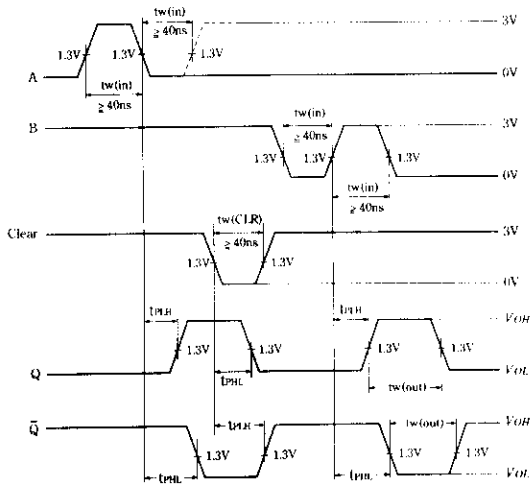 tw(in)
≧40ns
3V
1.3V 1.3V 1.3V
A
0V
tw(in)
≧40ns
tw(in)
≧40ns
B
3V
1.3V 1.3V 1.3V
0V
tw(in)
≧40ns
tw(CLR)
≧40ns
Clear
3V
1.3V 1.3V
0V
tPLH
tPLH
VOH
1.3V 1.3V 1.3V 1.3V
Q
tPHL
VOL
tw(out)
Q̄
tPLH
tw(out)
VOH
1.3V 1.3V 1.3V 1.3V
tPHL
tPHL
VOL